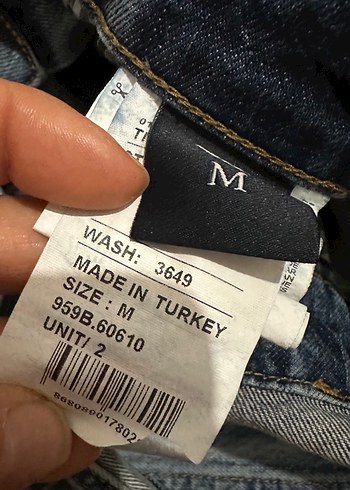 M
WASH: 3649
MADE IN TURKEY
SIZE : M
959B.60610
UNIT/ 2